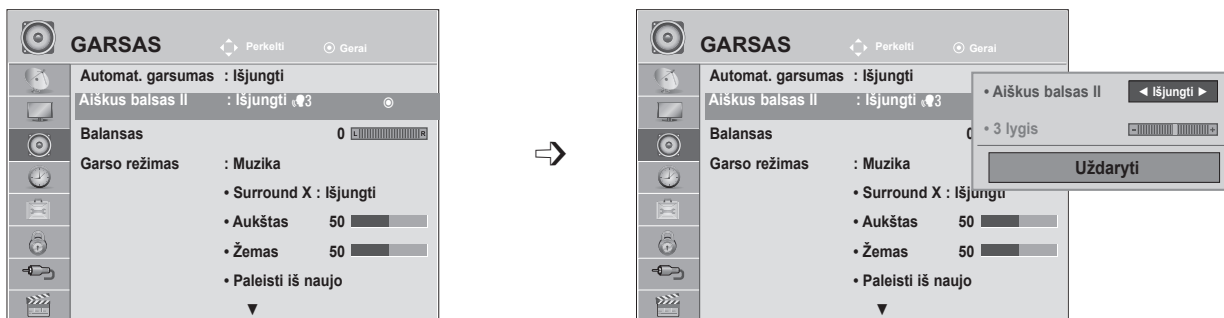 GARSAS Perkelti Gerai
Automat. garsumas : Išjungti
Aiškus balsas II : Išjungti 3
Balansas 0 L R
Garso režimas : Muzika
• Surround X : Išjungti
• Aukštas 50
• Žemas 50
• Paleisti iš naujo
▼
GARSAS Perkelti Gerai
Automat. garsumas : Išjungti
Aiškus balsas II : Išjungti 3
Balansas 0
Garso režimas : Muzika
• Surround X : Išjungti
• Aukštas 50
• Žemas 50
• Paleisti iš naujo
▼
• Aiškus balsas II ◄ Išjungti ►
• 3 lygis - +
Uždaryti